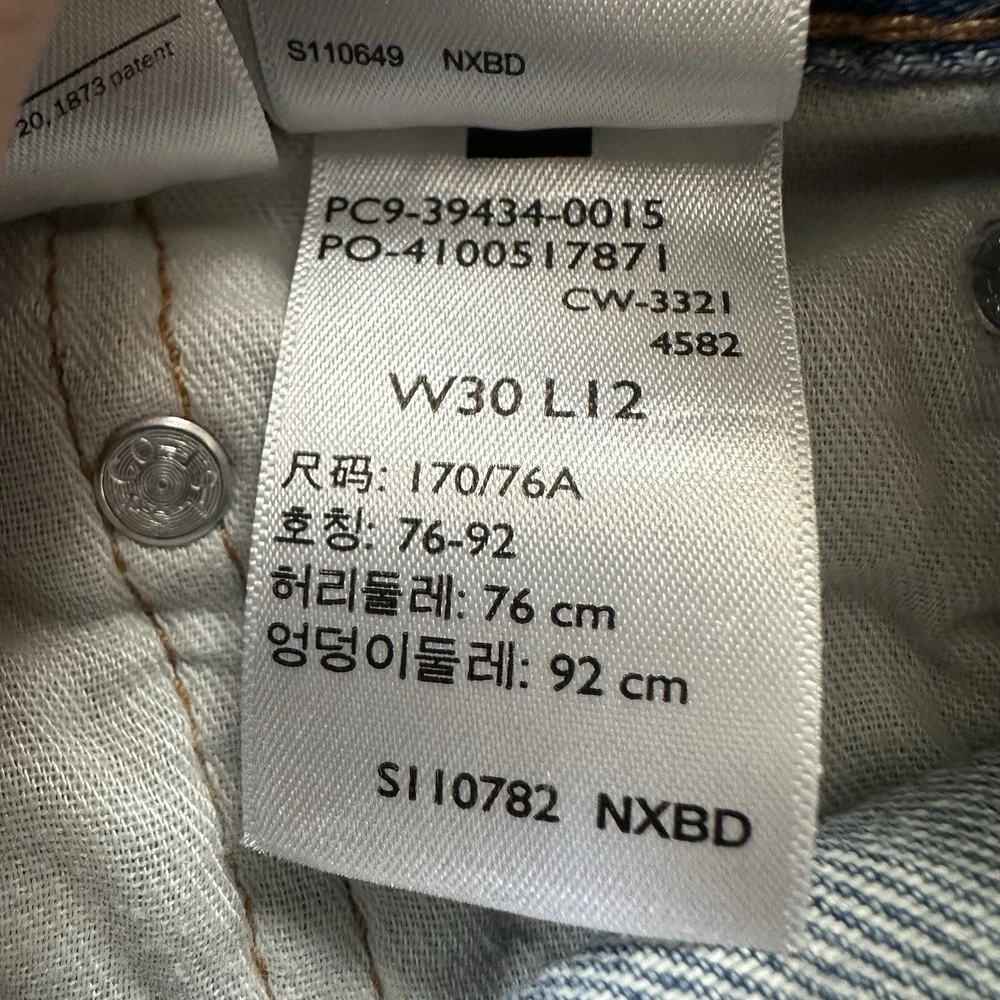 20, 1873 patent
S110649 NXBD
PC9-39434-0015
PO-4100517871
CW-3321
4582
W30 L12
尺码: 170/76A
호칭: 76-92
허리둘레: 76 cm
엉덩이둘레: 92 cm
S110782 NXBD